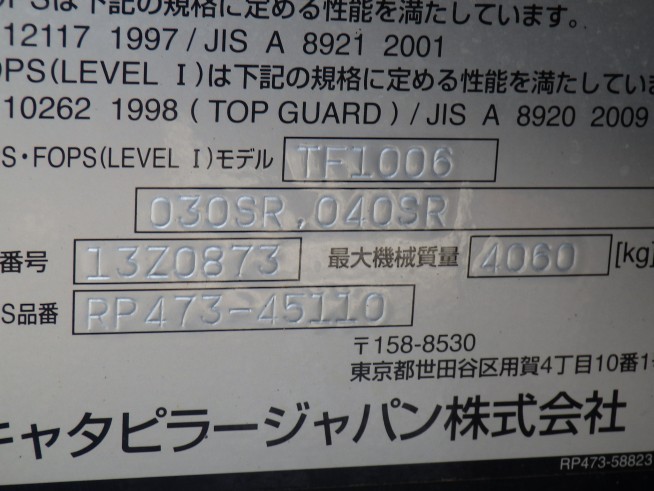 OPSは下記の規格に定める性能を満たしています。
12117 1997/JIS A 8921 2001
OPS(LEVEL Ⅰ)は下記の規格に定める性能を満たしていま
10262 1998 (TOP GUARD) /JIS A 8920 2009
S・FOPS(LEVEL Ⅰ)モデル TF1006
030SR,040SR
番号 13Z0873 最大機械質量 4060 [kg]
S品番 RP473-45110
〒158-8530
東京都世田谷区用賀4丁目10番1
キャタピラージャパン株式会社
RP473-58823